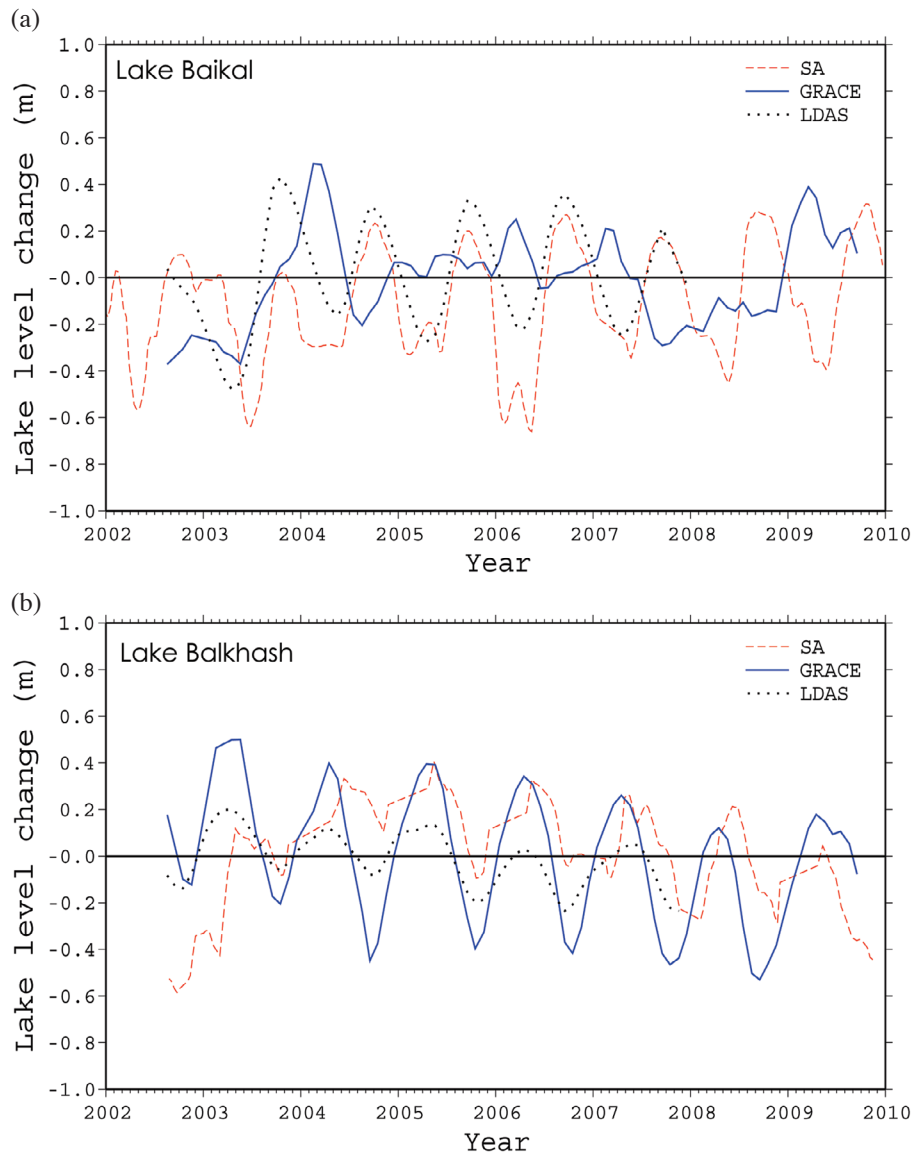 (a)
Lake level change (m)
1.0
0.8
0.6
0.4
0.2
-0.0
-0.2
-0.4
-0.6
-0.8
-1.0
Lake Baikal
SA
GRACE
LDAS
2002 2003 2004 2005 2006 2007 2008 2009 2010
Year
(b)
Lake level change (m)
1.0
0.8
0.6
0.4
0.2
-0.0
-0.2
-0.4
-0.6
-0.8
-1.0
Lake Balkhash
SA
GRACE
LDAS
2002 2003 2004 2005 2006 2007 2008 2009 2010
Year